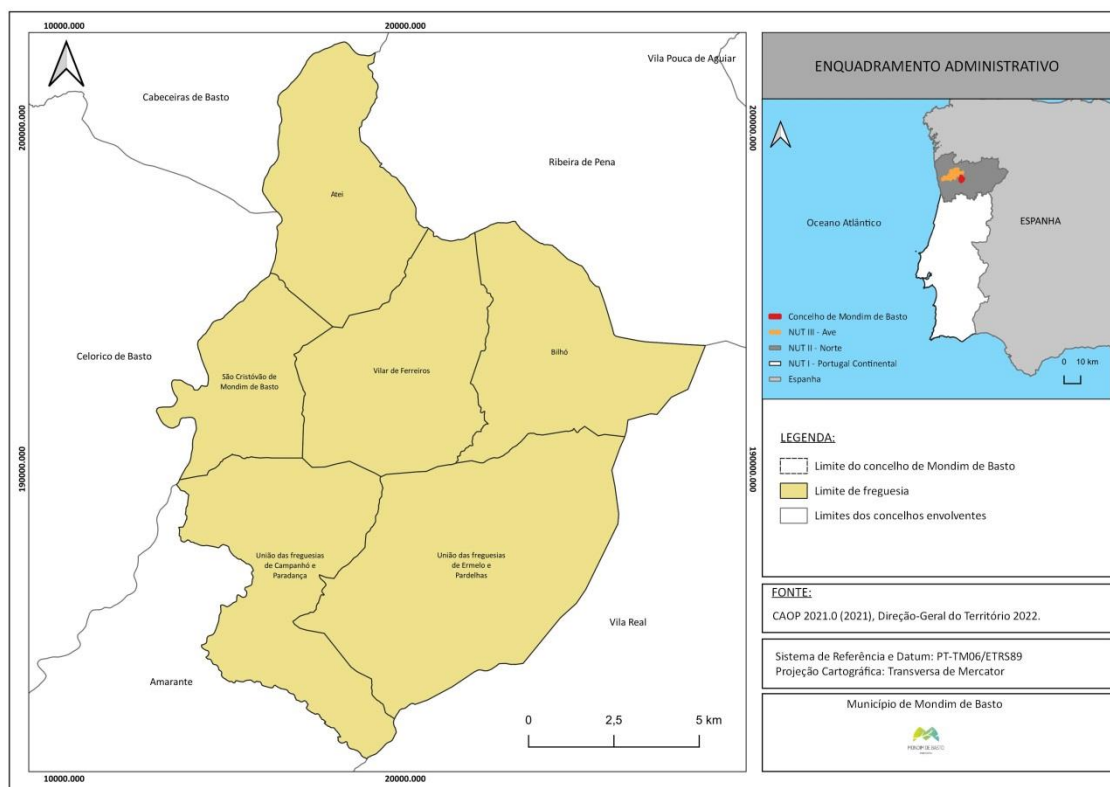 10000.000
20000.000
200000.000
190000.000
Cabeceiras de Basto
Vila Pouca de Aguiar
Ribeira de Pena
Atei
Celorico de Basto
São Cristóvão de
Mondim de Basto
Vilar de Ferreiros
Bilhó
União das freguesias
de Campanhó e
Paradança
União das freguesias
de Ermelo e
Pardelhas
Vila Real
Amarante
0 2,5 5 km
200000.000
190000.000
10000.000
20000.000
ENQUADRAMENTO ADMINISTRATIVO
Oceano Atlântico
ESPANHA
Concelho de Mondim de Basto
NUT III - Ave
NUT II - Norte
NUT I - Portugal Continental
Espanha
0 10 km
LEGENDA:
Limite do concelho de Mondim de Basto
Limite de freguesia
Limites dos concelhos envolventes
FONTE:
CAOP 2021.0 (2021), Direção-Geral do Território 2022.
Sistema de Referência e Datum: PT-TM06/ETRS89
Projeção Cartográfica: Transversa de Mercator
Município de Mondim de Basto
MONDIM DE BASTO